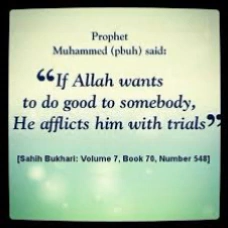 Prophet
Muhammed (pbuh) said:
“If Allah wants
to do good to somebody,
He afflicts him with trials”
[Sahih Bukhari: Volume 7, Book 70, Number 548]